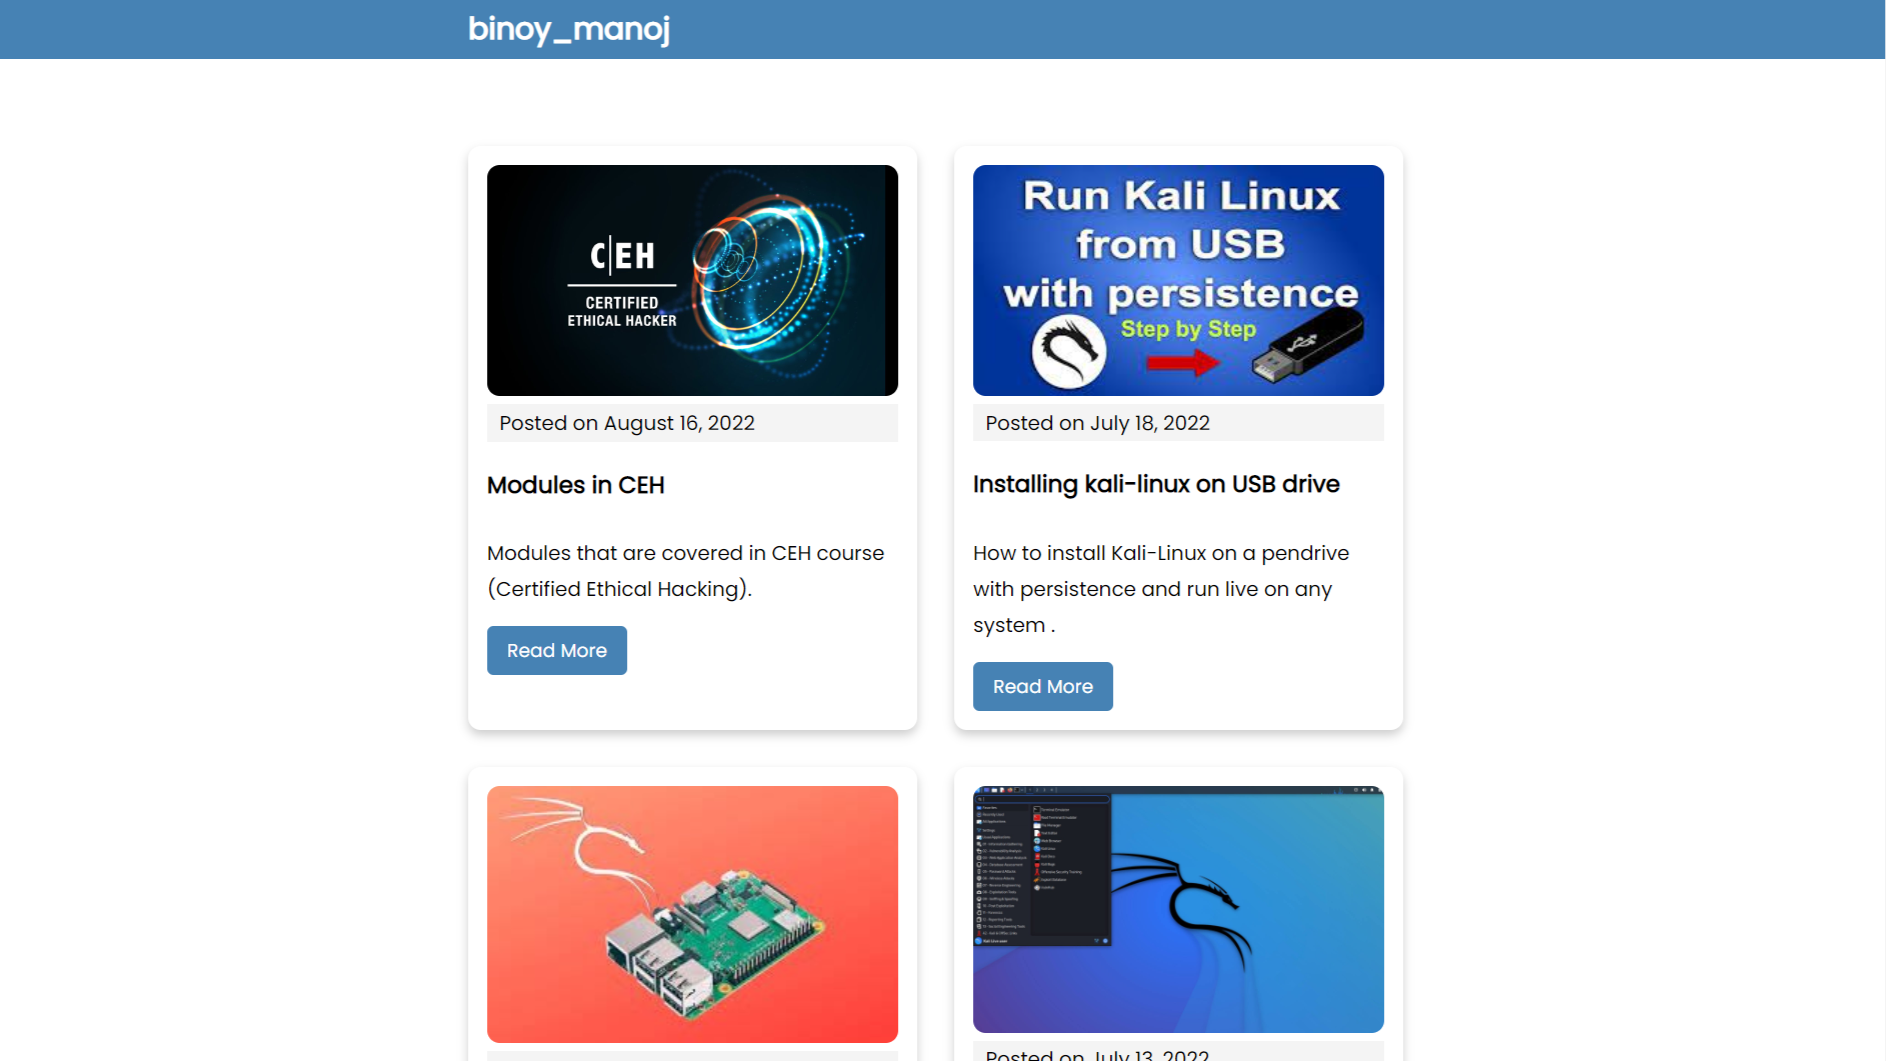 binoy_manoj
C|EH
CERTIFIED
ETHICAL HACKER
Posted on August 16, 2022
Modules in CEH
Modules that are covered in CEH course
(Certified Ethical Hacking).
Read More
Run Kali Linux
from USB
with persistence
Step by Step
Posted on July 18, 2022
Installing kali-linux on USB drive
How to install Kali-Linux on a pendrive
with persistence and run live on any
system .
Read More
Posted on July 13, 2022